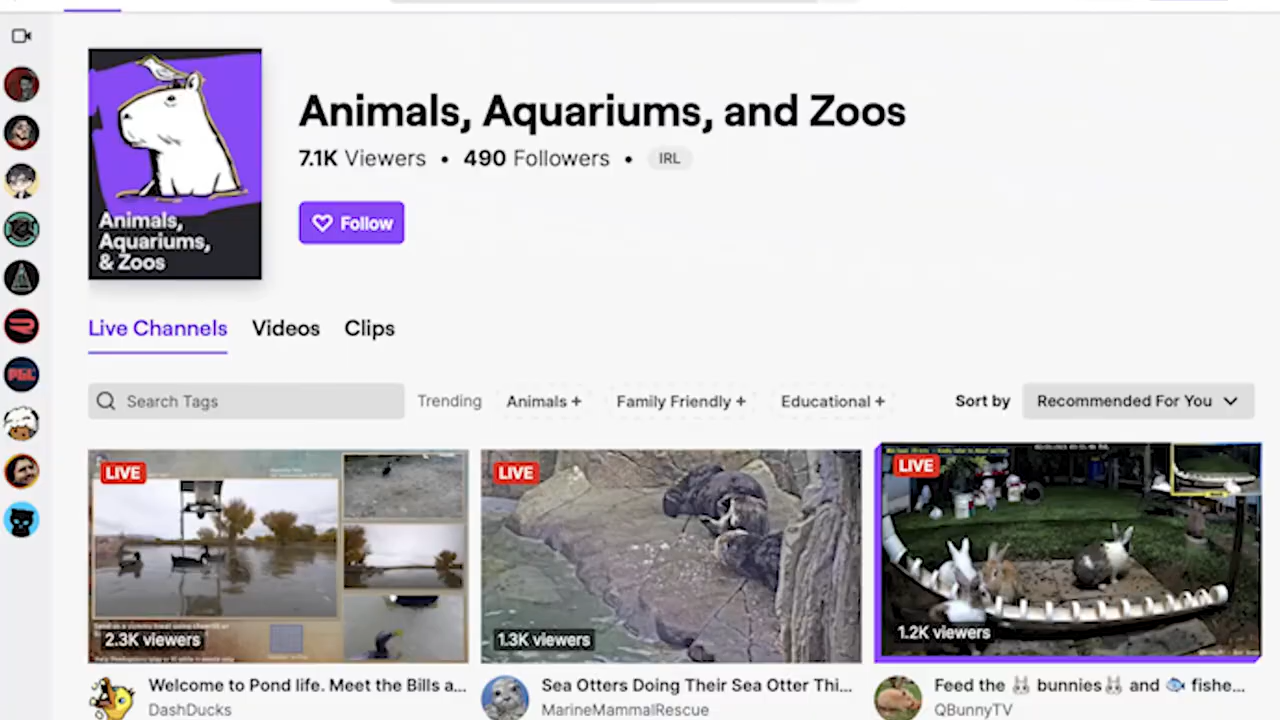 Animals, Aquariums, and Zoos
7.1K Viewers • 490 Followers • IRL
Follow
Animals,
Aquariums,
& Zoos
Live Channels Videos Clips
Search Tags Trending Animals + Family Friendly + Educational + Sort by Recommended For You
LIVE
2.3K viewers
LIVE
1.3K viewers
LIVE
1.2K viewers
Welcome to Pond life. Meet the Bills a...
DashDucks
Sea Otters Doing Their Sea Otter Thi...
MarineMammalRescue
Feed the 🐰 bunnies🐰 and 🐟 fishe...
QBunnyTV